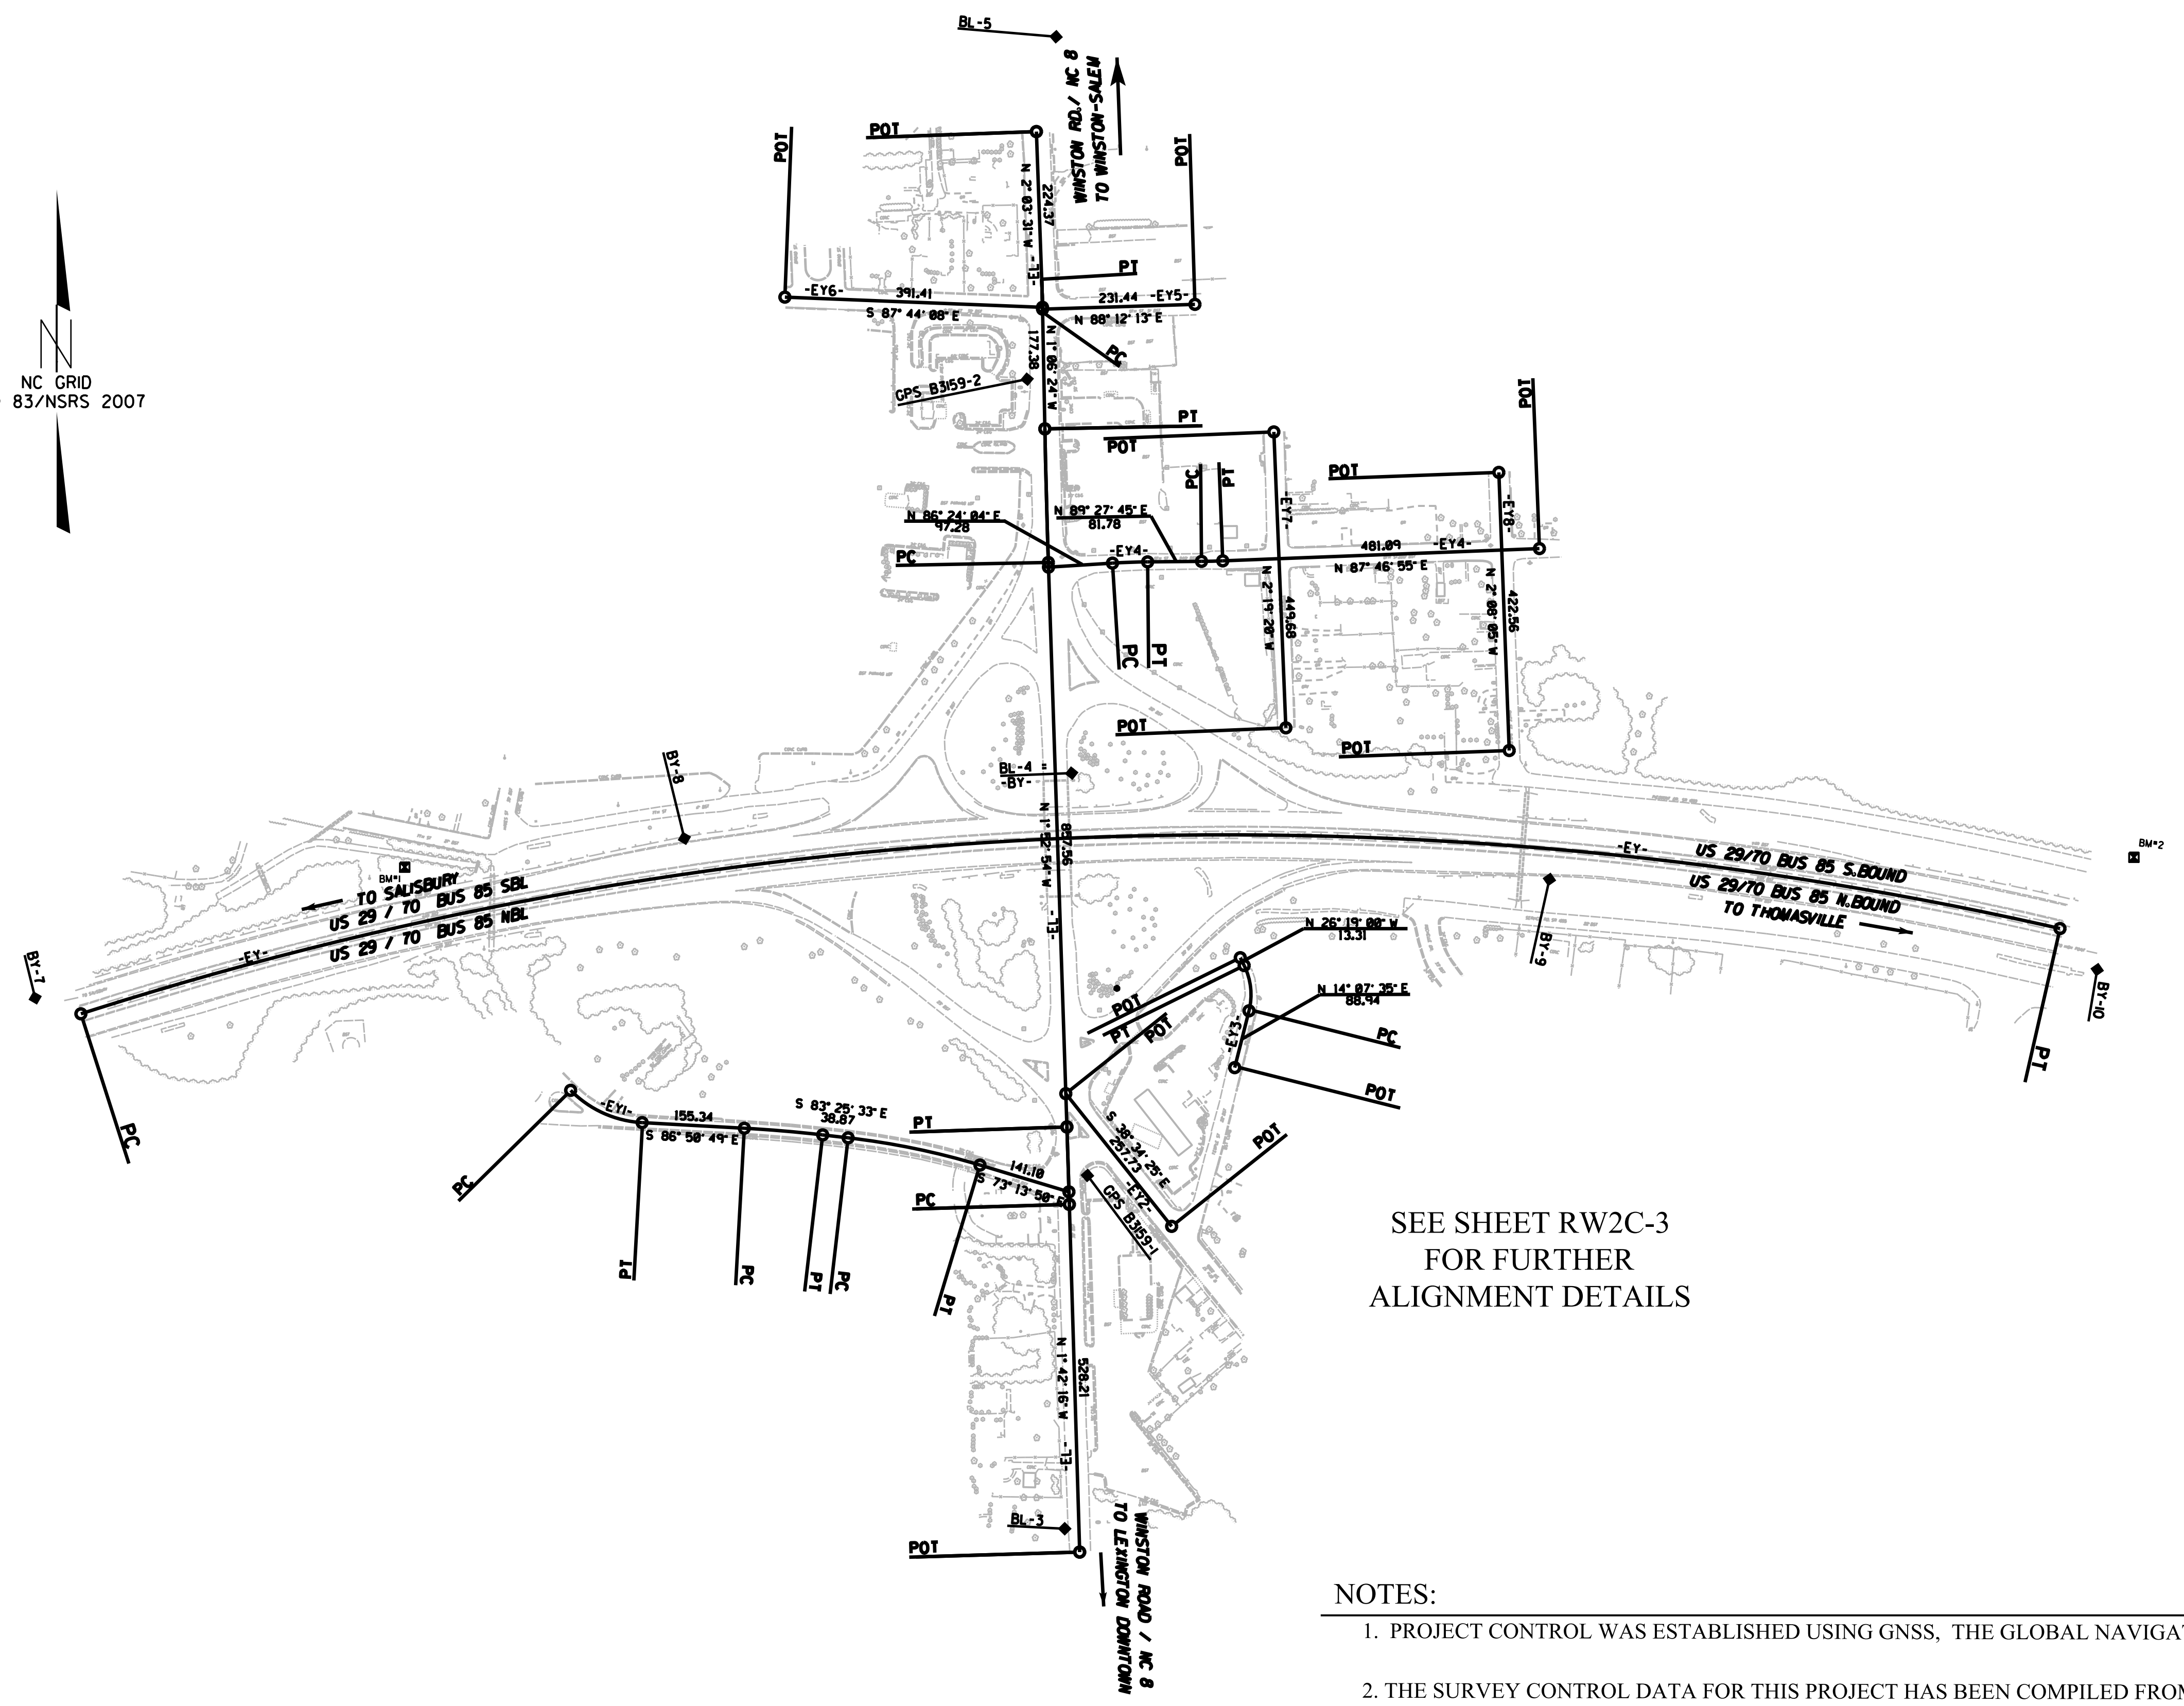 BL-5
WINSTON RD./ NC 8
TO WINSTON-SALEM
POT
POT
POT
N 2° 03' 31" W
224.37
-EL-
PT
-EY6-
391.41
S 87° 44' 08" E
231.44 -EY5-
N 88° 12' 13" E
PC
177.38
N 1° 06' 24" W
GPS B3159-2
NC GRID
83/NSRS 2007
PT
POT
POT
POT
PC
PT
-EY7-
-EY8-
N 86° 24' 04" E
97.28
N 89° 27' 45" E
81.78
-EY4-
481.09 -EY4-
N 87° 46' 55" E
PC
N 2° 19' 20" W
449.68
N 2° 08' 05" W
422.56
PC
PT
POT
POT
BY-8
BL-4 =
-BY-
N 1° 52' 54" W
857.56
-EL-
BM#1
TO SALISBURY
US 29 / 70 BUS 85 SBL
US 29 / 70 BUS 85 NBL
-EY-
-EY-
US 29/70 BUS 85 S.BOUND
US 29/70 BUS 85 N.BOUND
TO THOMASVILLE
BM#2
BY-7
BY-9
BY-10
PC
PT
N 26° 19' 00" W
13.31
N 14° 07' 35" E
88.94
POT
PT
POT
-EY3-
PC
POT
-EY1-
155.34
S 86° 50' 49" E
S 83° 25' 33" E
38.87
PT
141.10
S 73° 13' 50" E
S 38° 34' 25" E
257.73
-EY2-
POT
PC
PC
GPS B3159-1
PT
PC
PT
PC
PT
SEE SHEET RW2C-3
FOR FURTHER
ALIGNMENT DETAILS
N 1° 42' 16" W
528.21
-EL-
BL-3
POT
WINSTON ROAD / NC 8
TO LEXINGTON DOWNTOWN
NOTES:
1. PROJECT CONTROL WAS ESTABLISHED USING GNSS, THE GLOBAL NAVIGAT
2. THE SURVEY CONTROL DATA FOR THIS PROJECT HAS BEEN COMPILED FROM